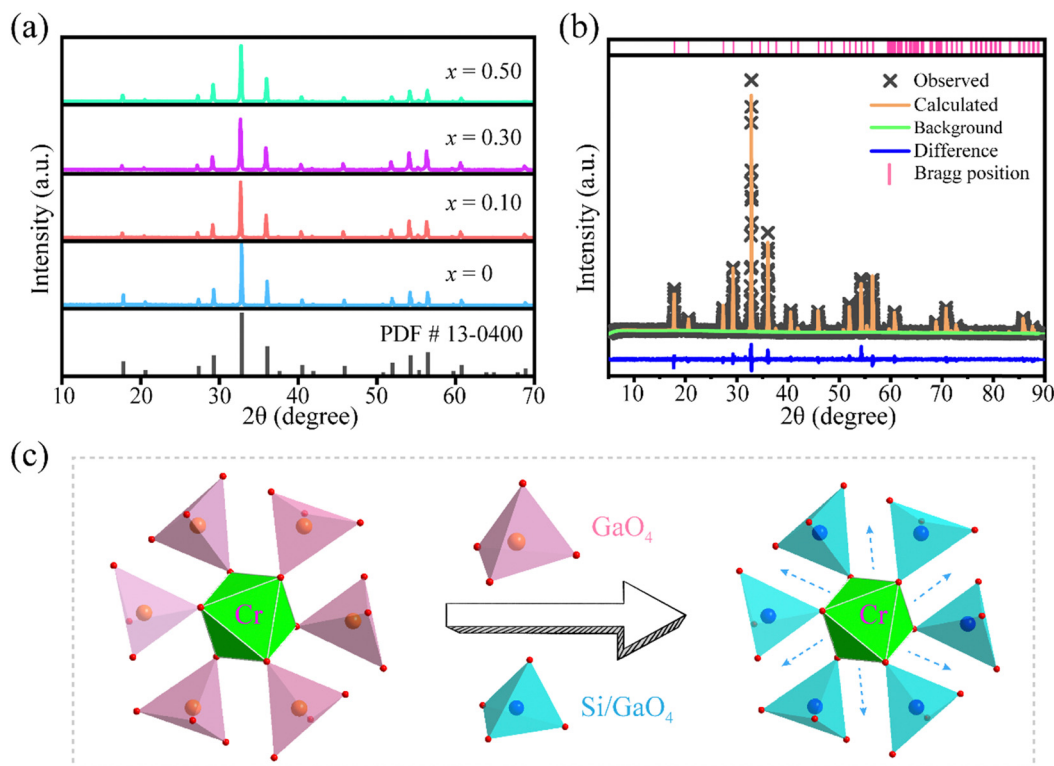 (a)
x = 0.50
x = 0.30
x = 0.10
x = 0
PDF # 13-0400
Intensity (a.u.)
10 20 30 40 50 60 70
2θ (degree)
(b)
Observed
Calculated
Background
Difference
Bragg position
Intensity (a.u.)
10 20 30 40 50 60 70 80 90
2θ (degree)
(c)
Cr
GaO4
Si/GaO4
Cr